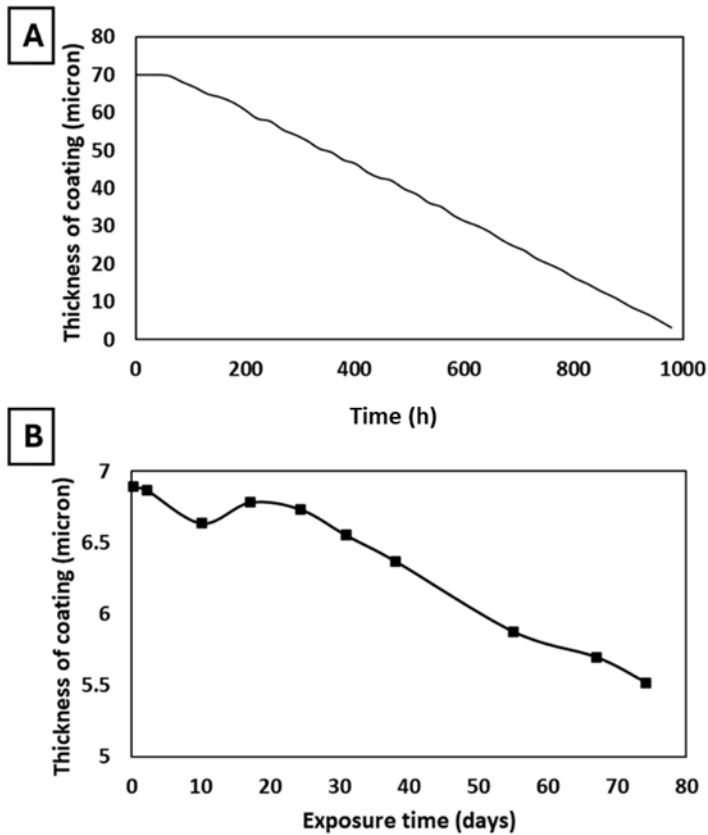 A
Thickness of coating (micron)
80
70
60
50
40
30
20
10
0
0 200 400 600 800 1000
Time (h)
B
Thickness of coating (micron)
7
6.5
6
5.5
5
0 10 20 30 40 50 60 70 80
Exposure time (days)